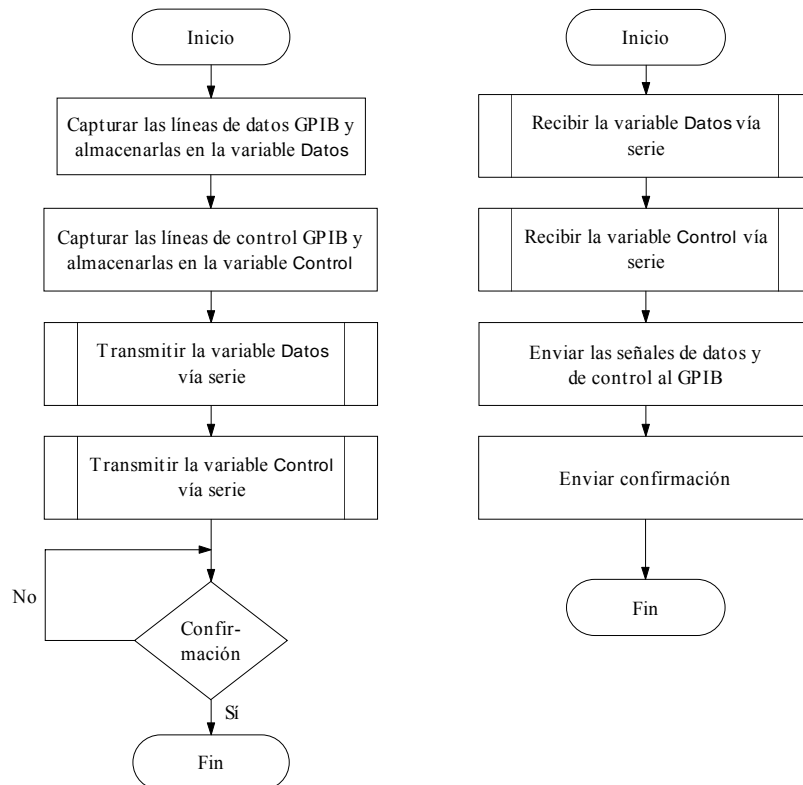 Inicio
Capturar las líneas de datos GPIB y
almacenarlas en la variable Datos
Capturar las líneas de control GPIB y
almacenarlas en la variable Control
Transmitir la variable Datos
vía serie
Transmitir la variable Control
vía serie
No
Confir-
mación
Sí
Fin
Inicio
Recibir la variable Datos vía
serie
Recibir la variable Control vía
serie
Enviar las señales de datos y
de control al GPIB
Enviar confirmación
Fin